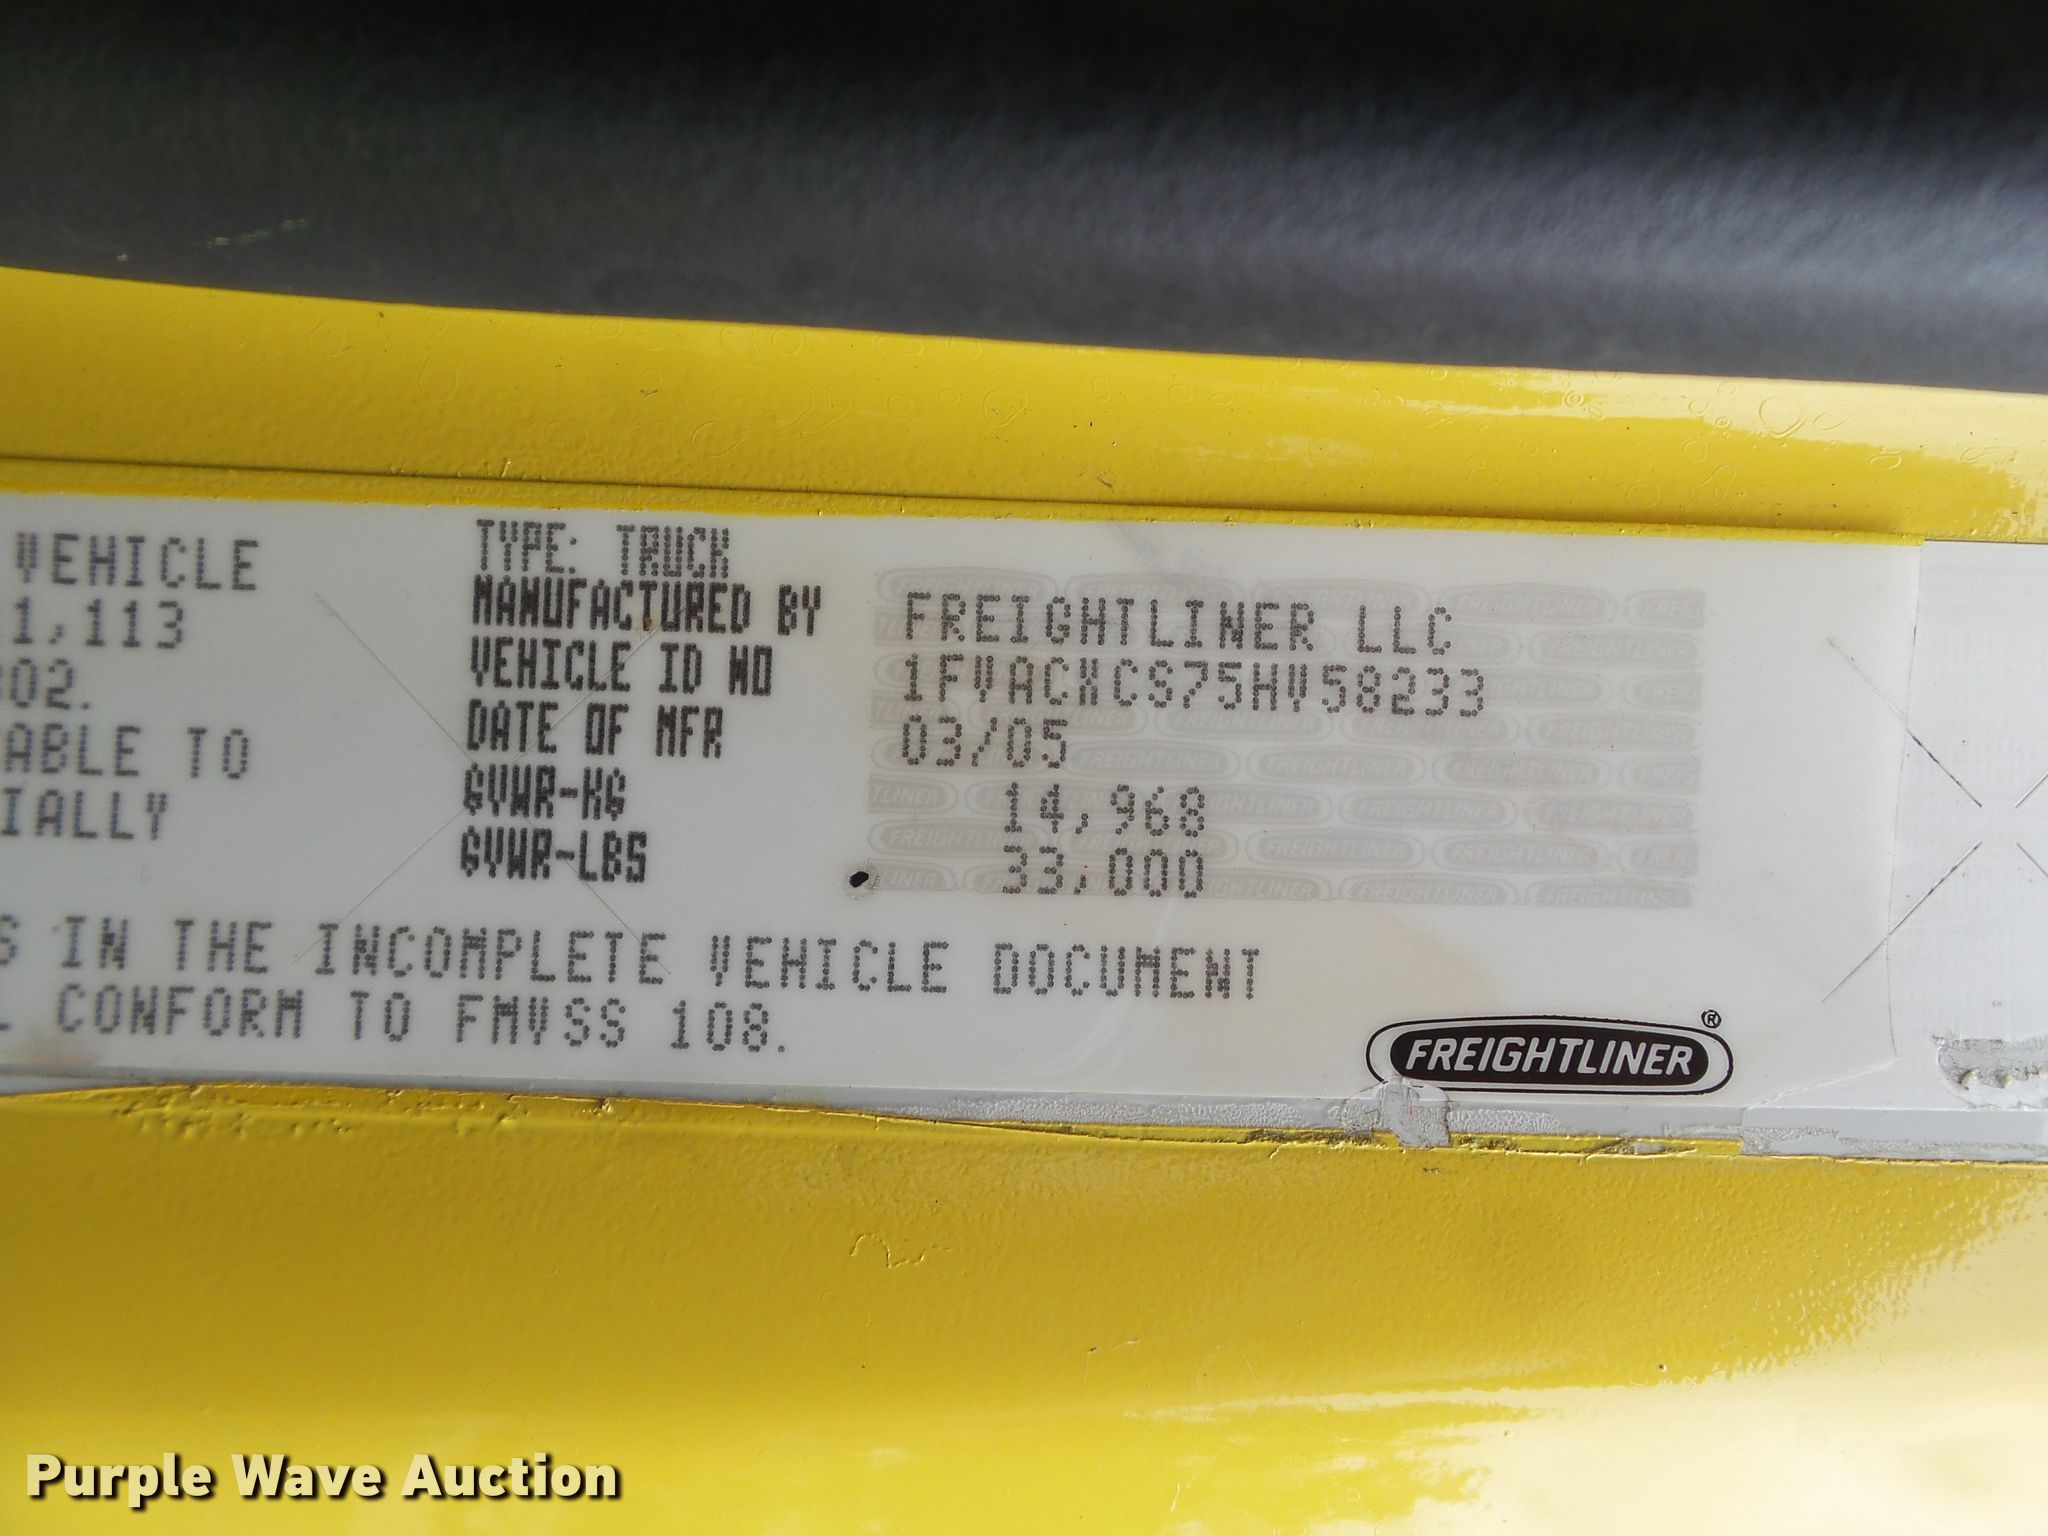 VEHICLE
1,113
02.
ABLE TO
IALLY
TYPE: TRUCK
MANUFACTURED BY FREIGHTLINER LLC
VEHICLE ID NO 1FVACXCS75HV58233
DATE OF MFR 03/05
GVWR-KG 14,968
GVWR-LBS 33,000
S IN THE INCOMPLETE VEHICLE DOCUMENT
CONFORM TO FMVSS 108.
FREIGHTLINER®
Purple Wave Auction